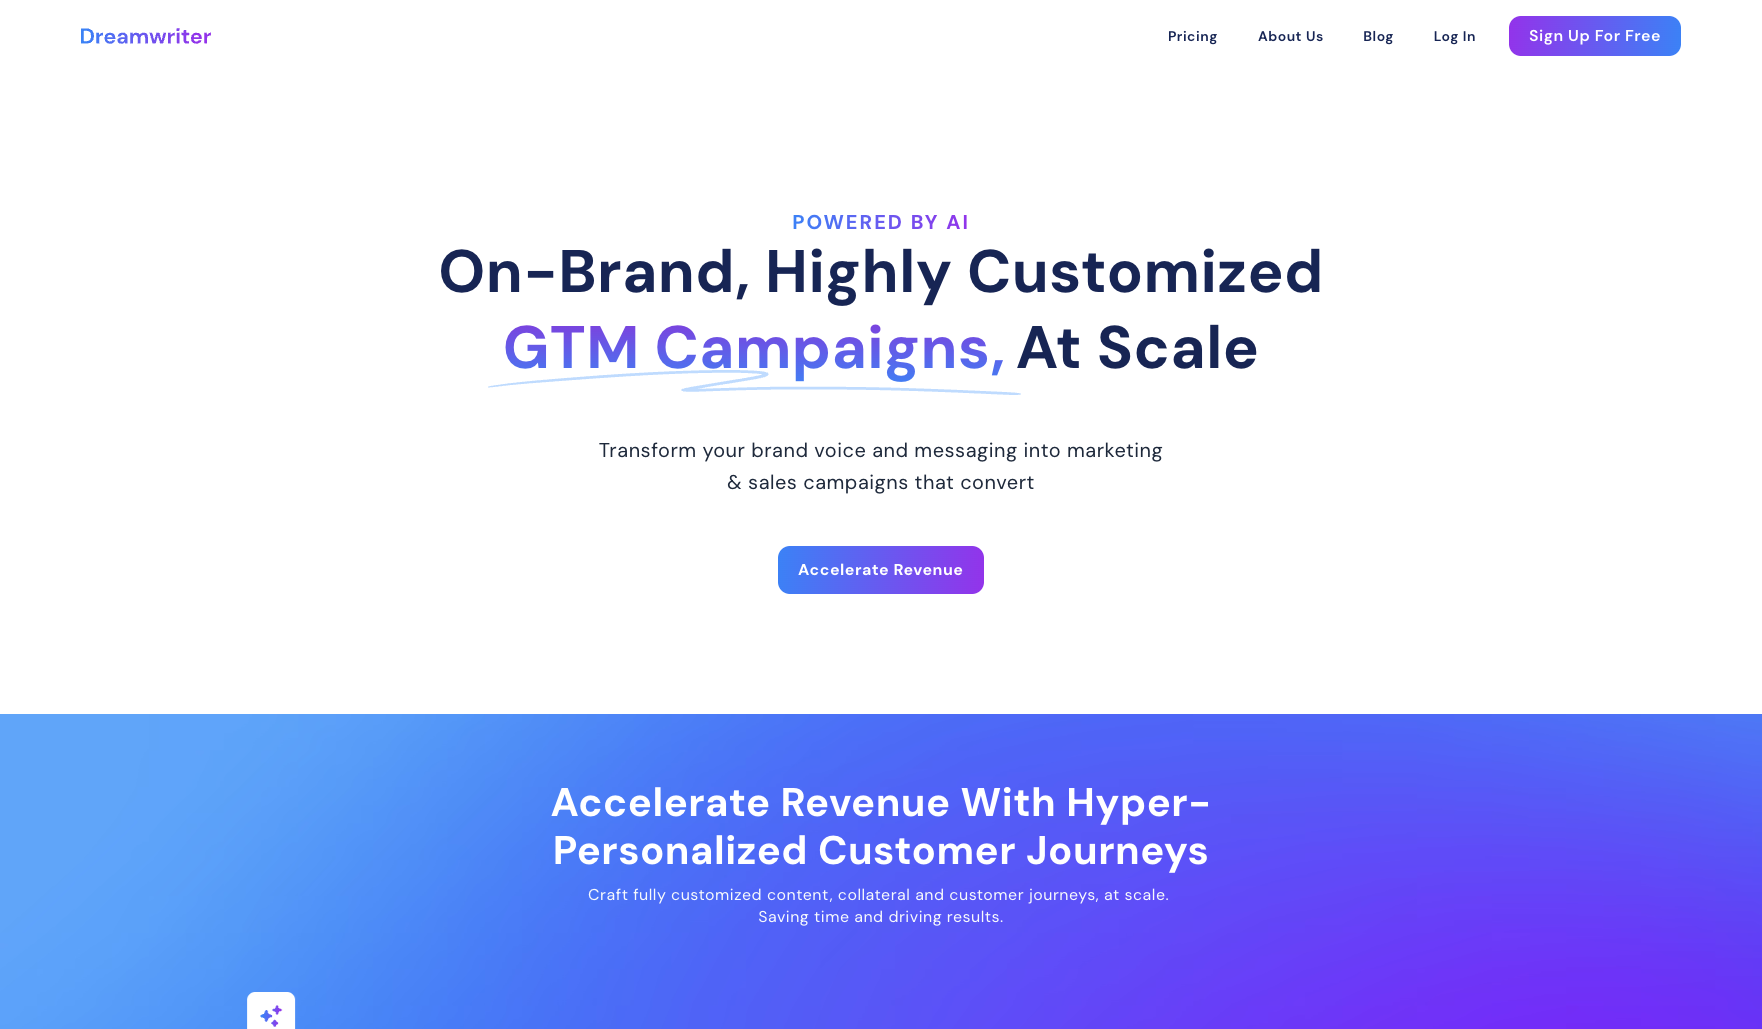 Dreamwriter
Pricing
About Us
Blog
Log In
Sign Up For Free
POWERED BY AI
On-Brand, Highly Customized
GTM Campaigns, At Scale
Transform your brand voice and messaging into marketing
& sales campaigns that convert
Accelerate Revenue
Accelerate Revenue With Hyper-
Personalized Customer Journeys
Craft fully customized content, collateral and customer journeys, at scale.
Saving time and driving results.